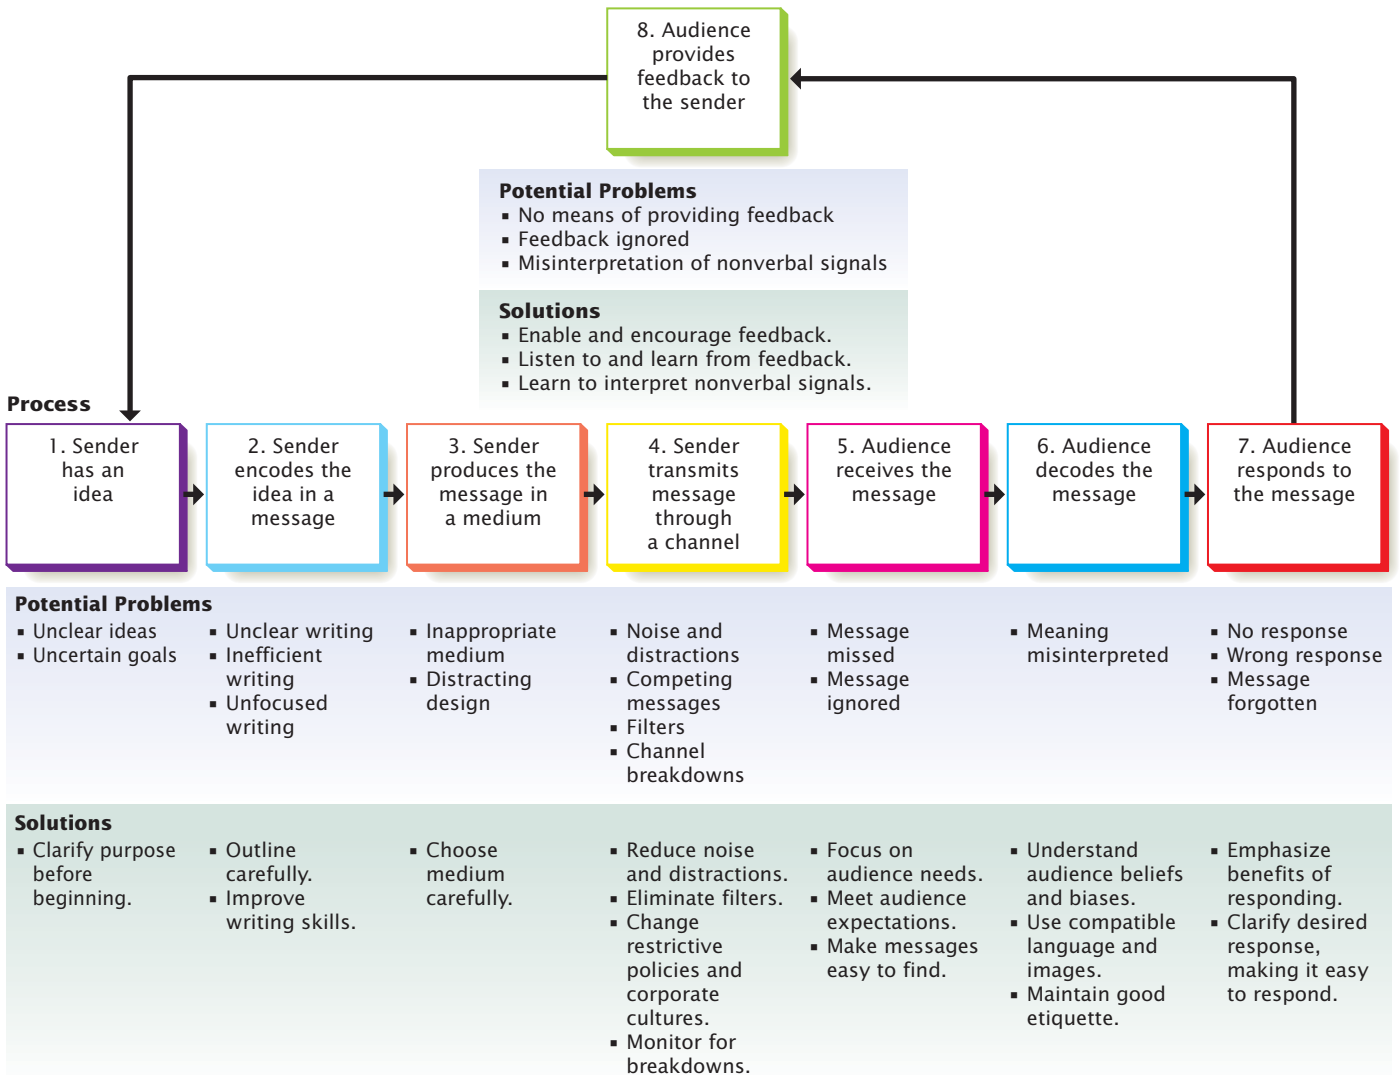 8. Audience
provides
feedback to
the sender
Potential Problems
▪ No means of providing feedback
▪ Feedback ignored
▪ Misinterpretation of nonverbal signals
Solutions
▪ Enable and encourage feedback.
▪ Listen to and learn from feedback.
▪ Learn to interpret nonverbal signals.
Process
1. Sender
has an
idea
2. Sender
encodes the
idea in a
message
3. Sender
produces the
message in
a medium
4. Sender
transmits
message
through
a channel
5. Audience
receives the
message
6. Audience
decodes the
message
7. Audience
responds to
the message
Potential Problems
▪ Unclear ideas
▪ Uncertain goals
▪ Unclear writing
▪ Inefficient
writing
▪ Unfocused
writing
▪ Inappropriate
medium
▪ Distracting
design
▪ Noise and
distractions
▪ Competing
messages
▪ Filters
▪ Channel
breakdowns
▪ Message
missed
▪ Message
ignored
▪ Meaning
misinterpreted
▪ No response
▪ Wrong response
▪ Message
forgotten
Solutions
▪ Clarify purpose
before
beginning.
▪ Outline
carefully.
▪ Improve
writing skills.
▪ Choose
medium
carefully.
▪ Reduce noise
and distractions.
▪ Eliminate filters.
▪ Change
restrictive
policies and
corporate
cultures.
▪ Monitor for
breakdowns.
▪ Focus on
audience needs.
▪ Meet audience
expectations.
▪ Make messages
easy to find.
▪ Understand
audience beliefs
and biases.
▪ Use compatible
language and
images.
▪ Maintain good
etiquette.
▪ Emphasize
benefits of
responding.
▪ Clarify desired
response,
making it easy
to respond.